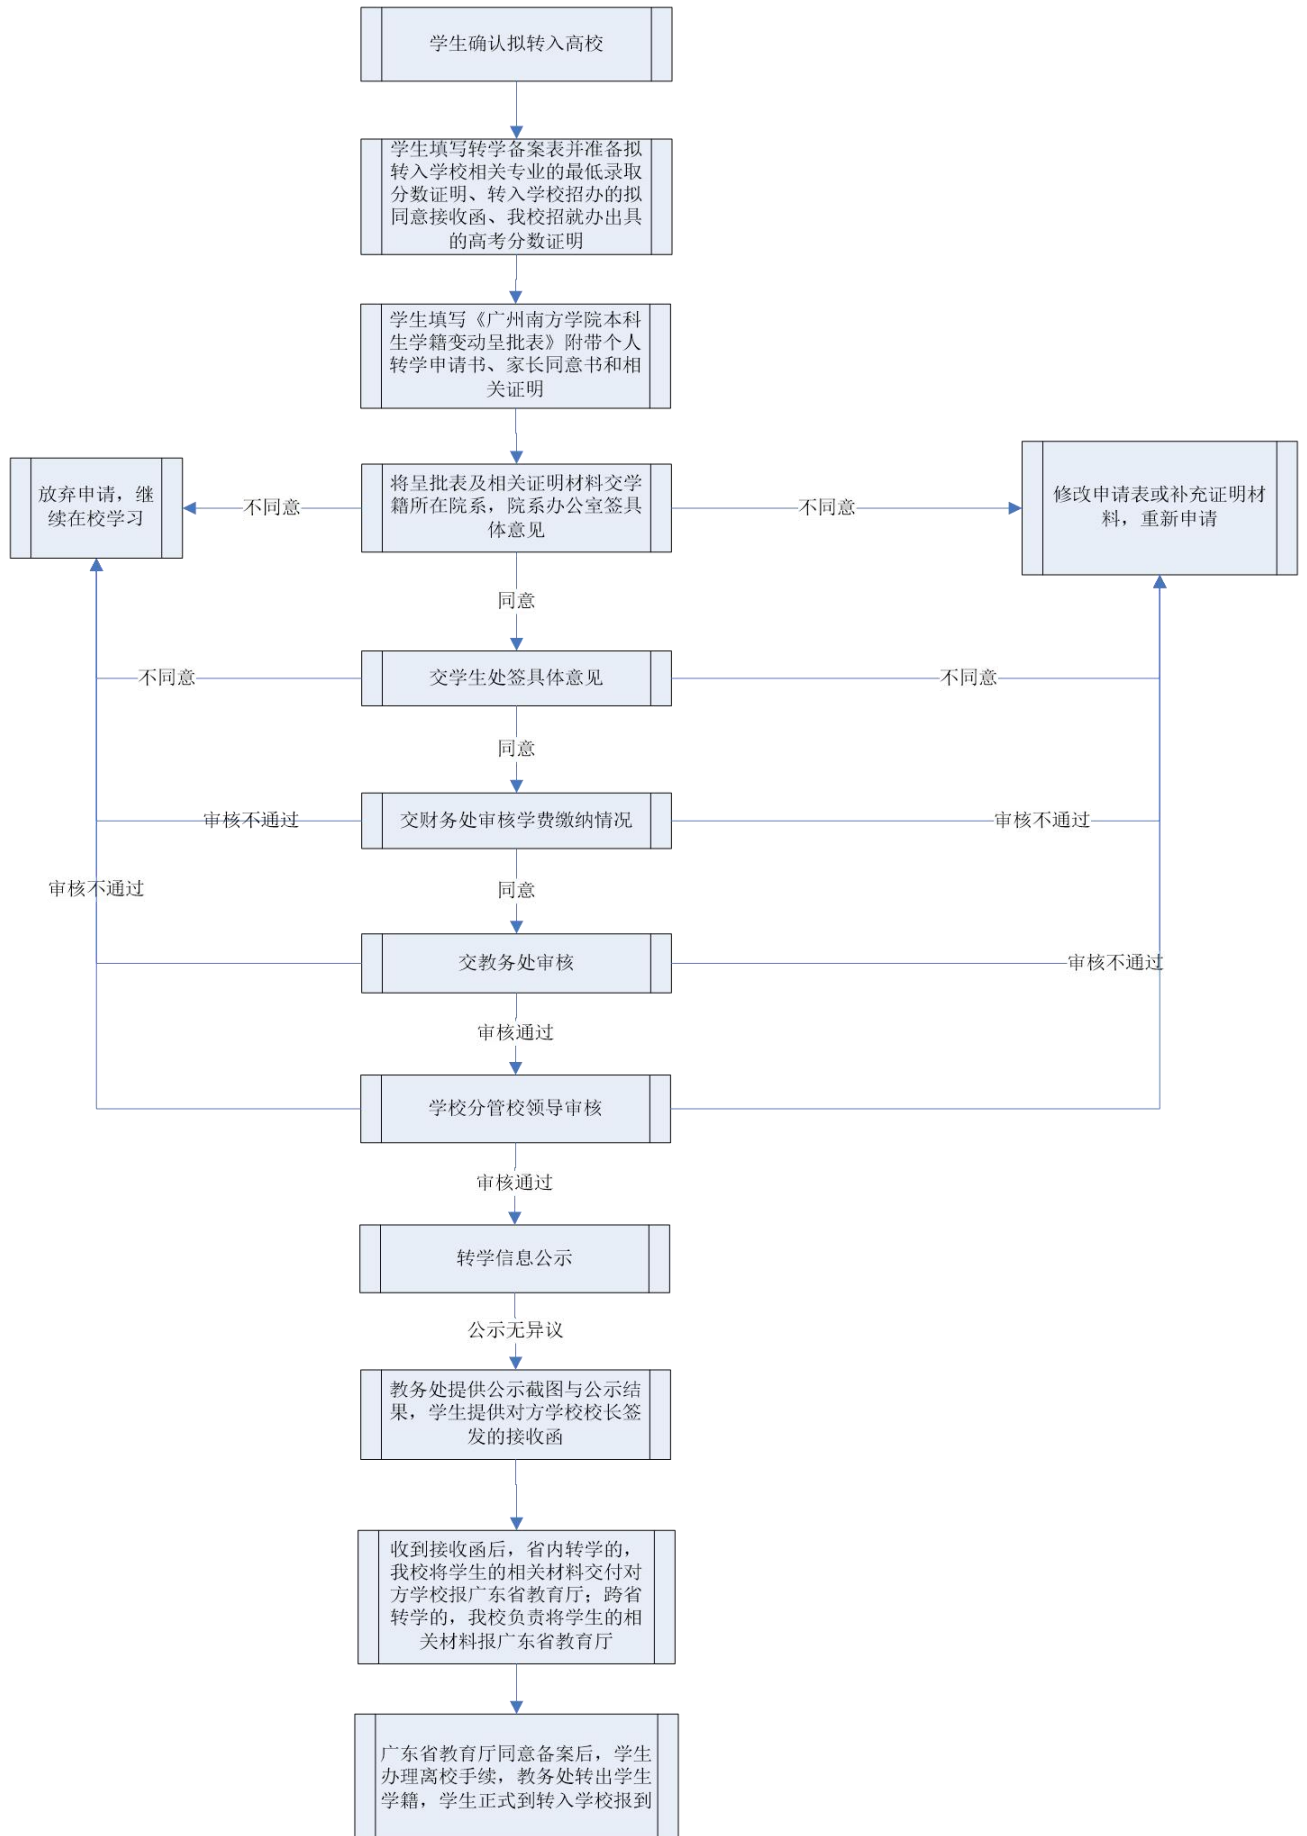 学生确认拟转入高校
学生填写转学备案表并准备拟
转入学校相关专业的最低录取
分数证明、转入学校招办的拟
同意接收函、我校招就办出具
的高考分数证明
学生填写《广州南方学院本科
生学籍变动呈批表》附带个人
转学申请书、家长同意书和相
关证明
放弃申请，继
续在校学习
不同意
将呈批表及相关证明材料交学
籍所在院系，院系办公室签具
体意见
不同意
修改申请表或补充证明材
料，重新申请
同意
不同意
交学生处签具体意见
不同意
同意
审核不通过
交财务处审核学费缴纳情况
审核不通过
审核不通过
同意
交教务处审核
审核不通过
审核通过
学校分管校领导审核
审核通过
转学信息公示
公示无异议
教务处提供公示截图与公示结
果，学生提供对方学校校长签
发的接收函
收到接收函后，省内转学的，
我校将学生的相关材料交付对
方学校报广东省教育厅；跨省
转学的，我校负责将学生的相
关材料报广东省教育厅
广东省教育厅同意备案后，学生
办理离校手续，教务处转出学生
学籍，学生正式到转入学校报到